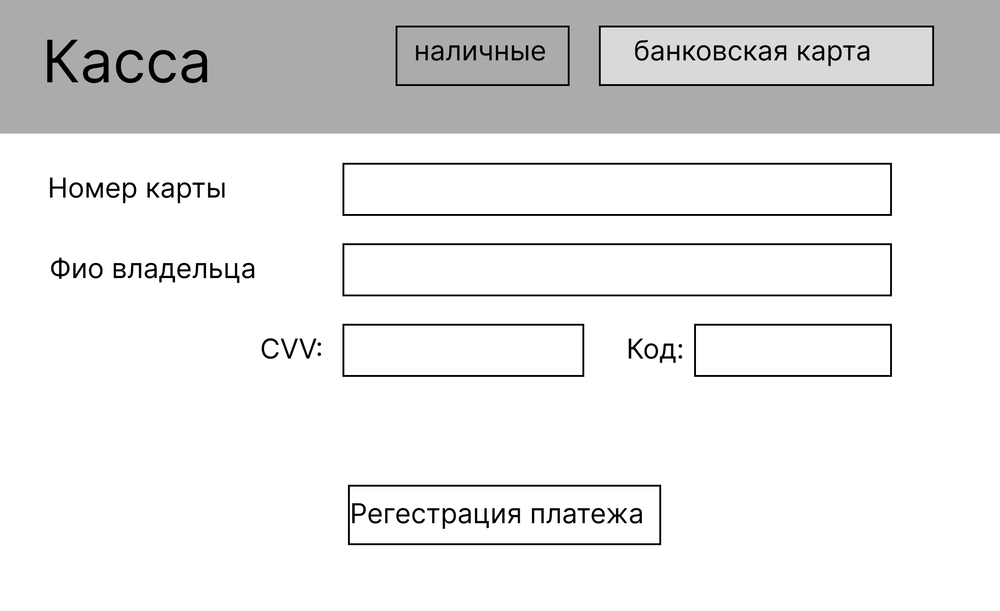 Касса
наличные
банковская карта
Номер карты
Фио владельца
CVV:
Код:
Регестрация платежа